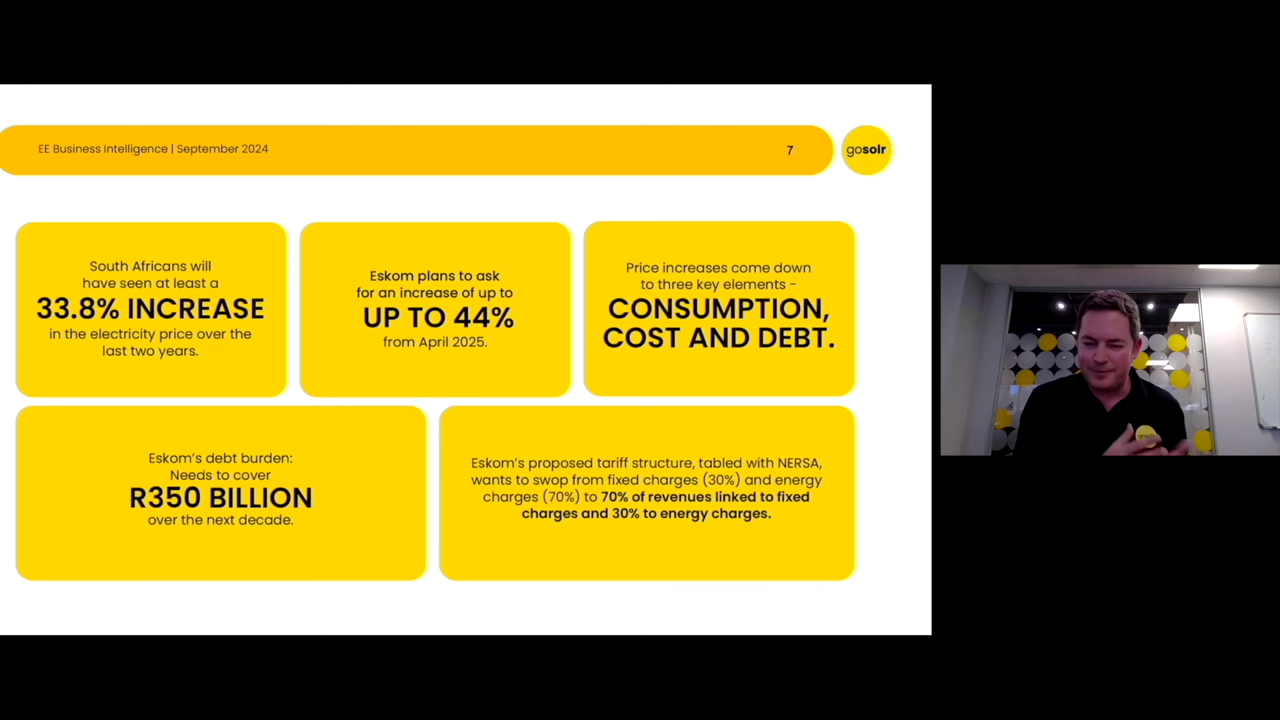 EE Business Intelligence | September 2024
7
gosolr
South Africans will
have seen at least a
33.8% INCREASE
in the electricity price over the
last two years.
Eskom plans to ask
for an increase of up to
UP TO 44%
from April 2025.
Price increases come down
to three key elements -
CONSUMPTION,
COST AND DEBT.
Eskom's debt burden:
Needs to cover
R350 BILLION
over the next decade.
Eskom's proposed tariff structure, tabled with NERSA,
wants to swop from fixed charges (30%) and energy
charges (70%) to 70% of revenues linked to fixed
charges and 30% to energy charges.